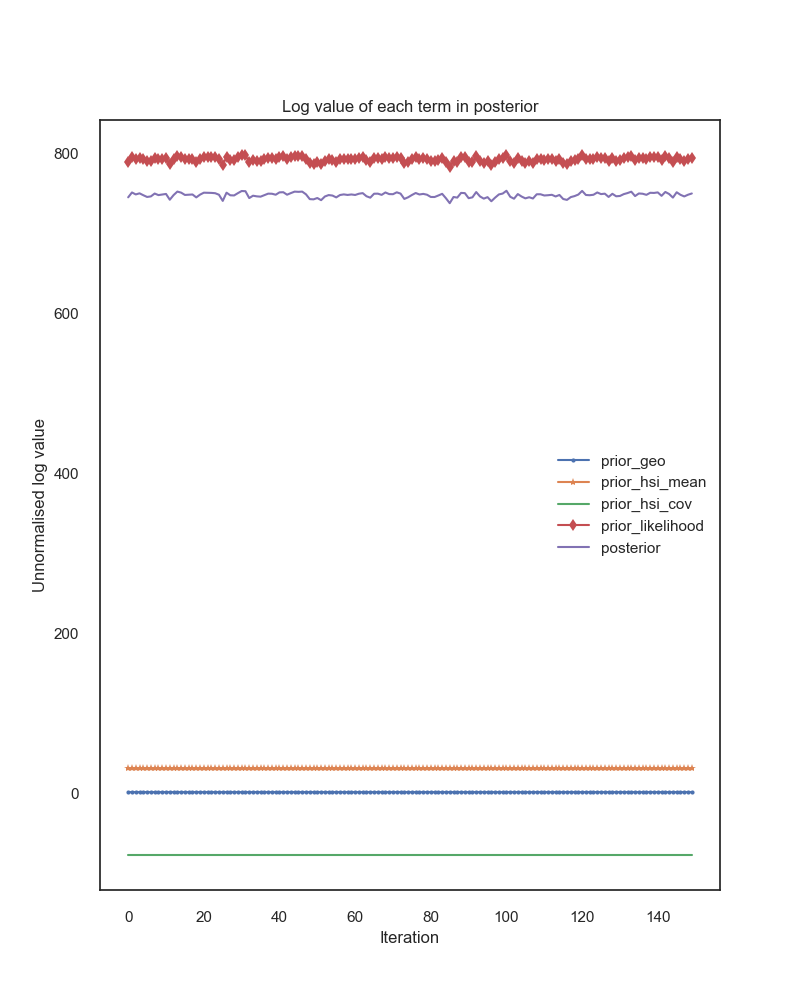 Log value of each term in posterior
800
600
400
200
0
Unnormalised log value
prior_geo
prior_hsi_mean
prior_hsi_cov
prior_likelihood
posterior
0 20 40 60 80 100 120 140
Iteration